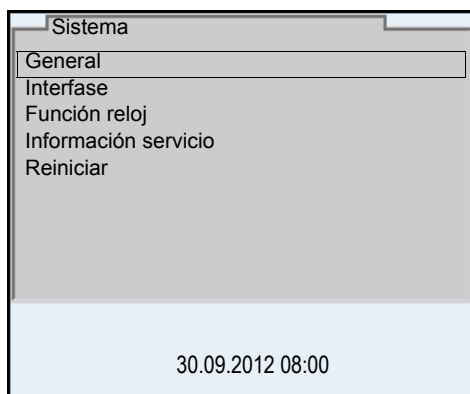 Sistema
General
Interfase
Función reloj
Información servicio
Reiniciar
30.09.2012 08:00